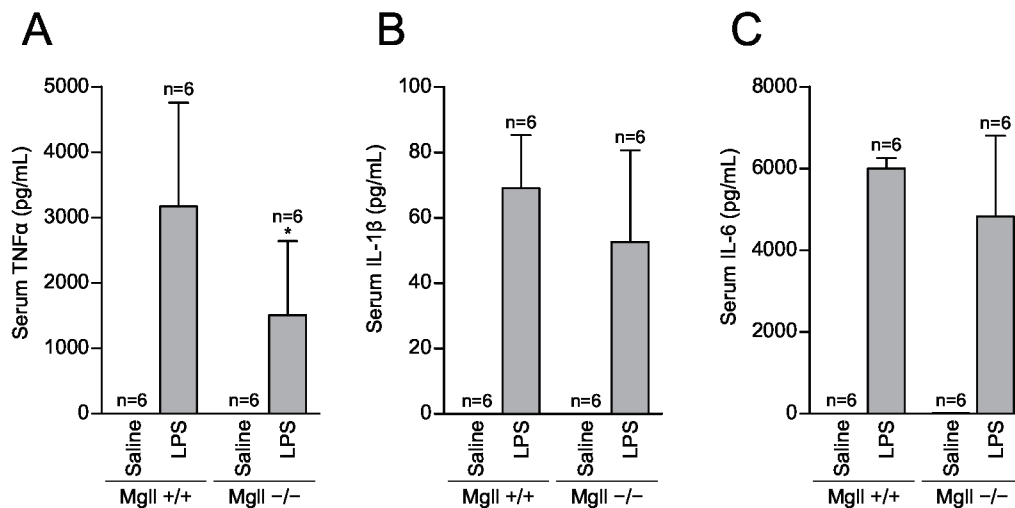 A
B
C
Serum TNFα (pg/mL)
5000
4000
3000
2000
1000
0
n=6
n=6
n=6
n=6
*
Saline
LPS
Saline
LPS
Mgll +/+
Mgll −/−
Serum IL-1β (pg/mL)
100
80
60
40
20
0
n=6
n=6
n=6
n=6
Saline
LPS
Saline
LPS
Mgll +/+
Mgll −/−
Serum IL-6 (pg/mL)
8000
6000
4000
2000
0
n=6
n=6
n=6
n=6
Saline
LPS
Saline
LPS
Mgll +/+
Mgll −/−